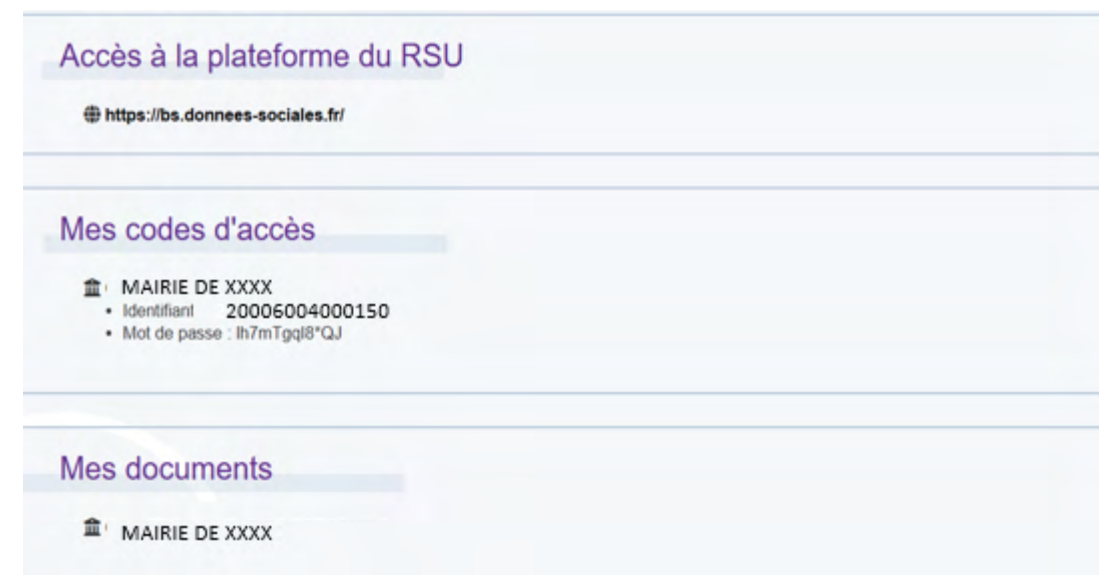 Accès à la plateforme du RSU
https://bs.donnees-sociales.fr/
Mes codes d'accès
MAIRIE DE XXXX
• Identifiant 20006004000150
• Mot de passe : lh7mTgql8*QJ
Mes documents
MAIRIE DE XXXX